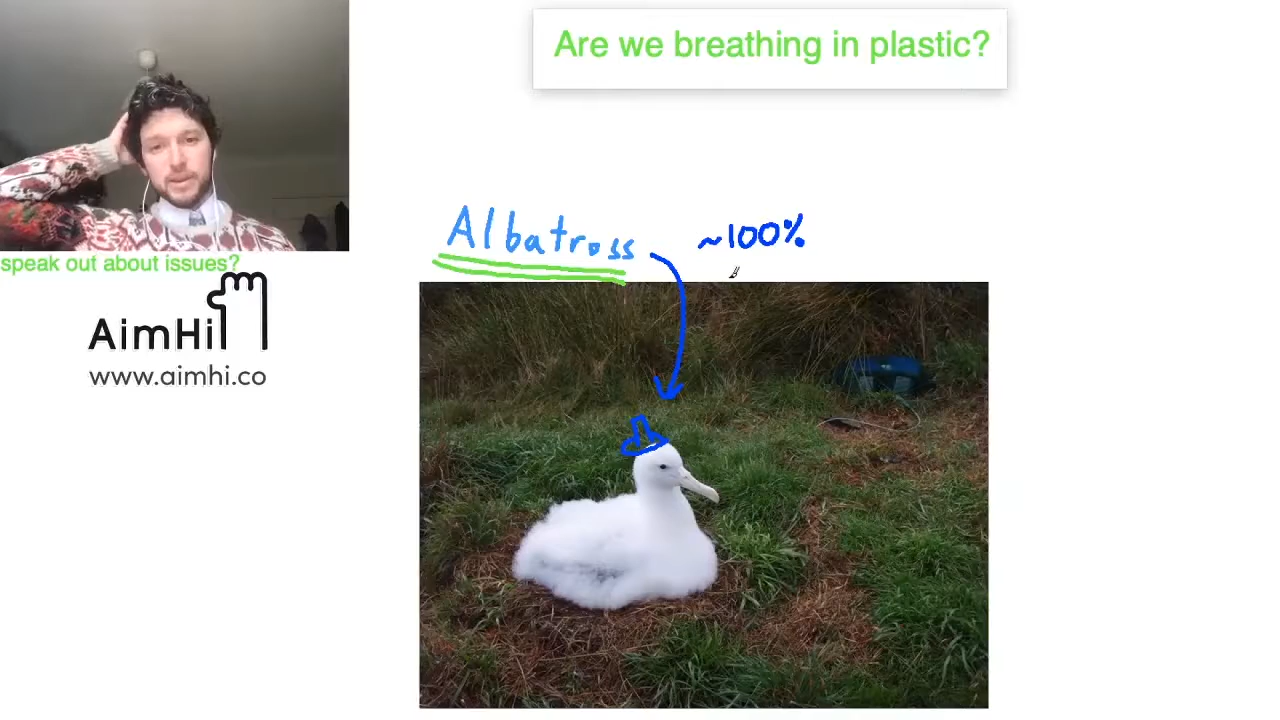 Are we breathing in plastic?
Albatross
~100%
speak out about issues?
AimHi
www.aimhi.co